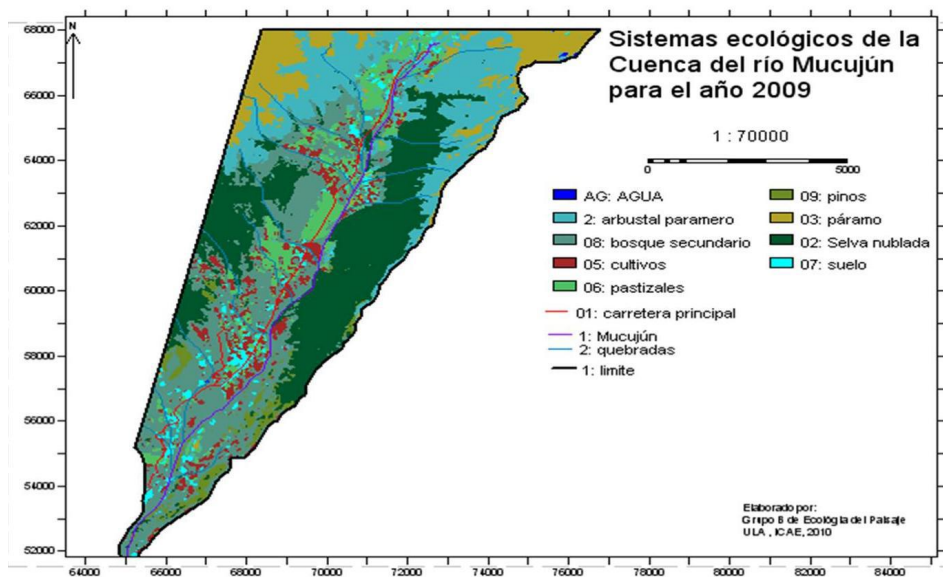 Sistemas ecológicos de la
Cuenca del río Mucujún
para el año 2009
1 : 70000
0 5000
AG: AGUA
2: arbustal paramero
08: bosque secundario
05: cultivos
06: pastizales
09: pinos
03: páramo
02: Selva nublada
07: suelo
01: carretera principal
1: Mucujún
2: quebradas
1: limite
Elaborado por:
Grupo B de Ecología del Paisaje
ULA , ICAE, 2010
N
68000
66000
64000
62000
60000
58000
56000
54000
52000
64000 66000 68000 70000 72000 74000 76000 78000 80000 82000 84000